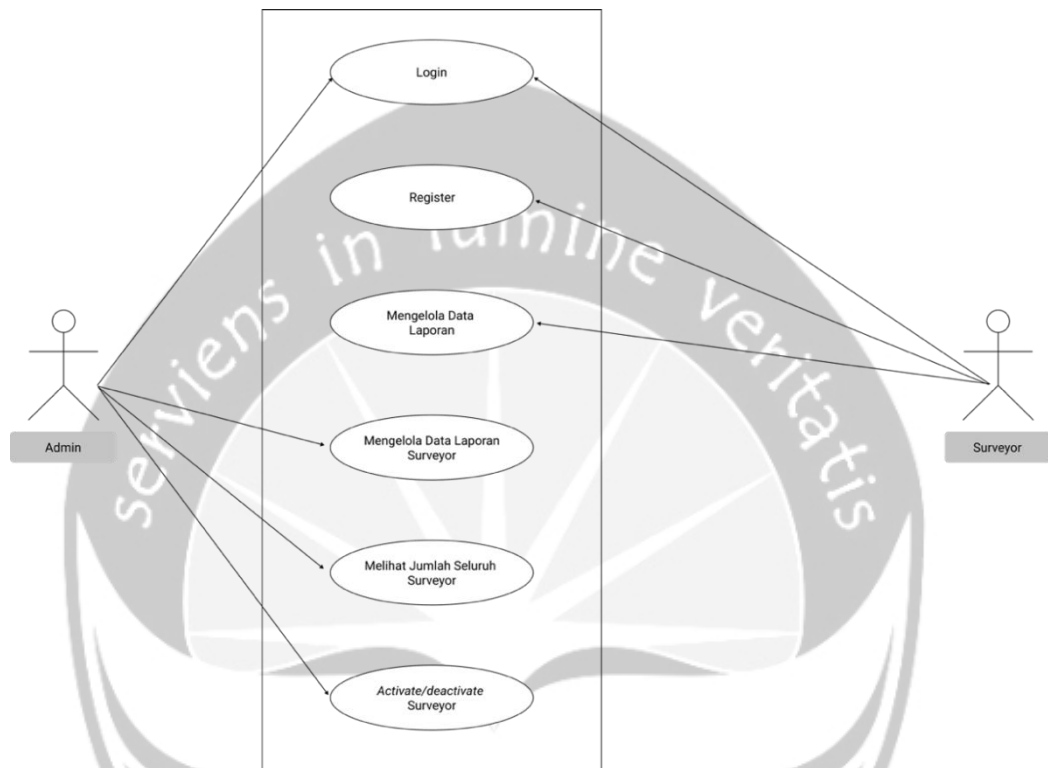 Login
Register
serviens in lumine veritatis
Mengelola Data
Laporan
Admin
Surveyor
Mengelola Data Laporan
Surveyor
Melihat Jumlah Seluruh
Surveyor
Activate/deactivate
Surveyor